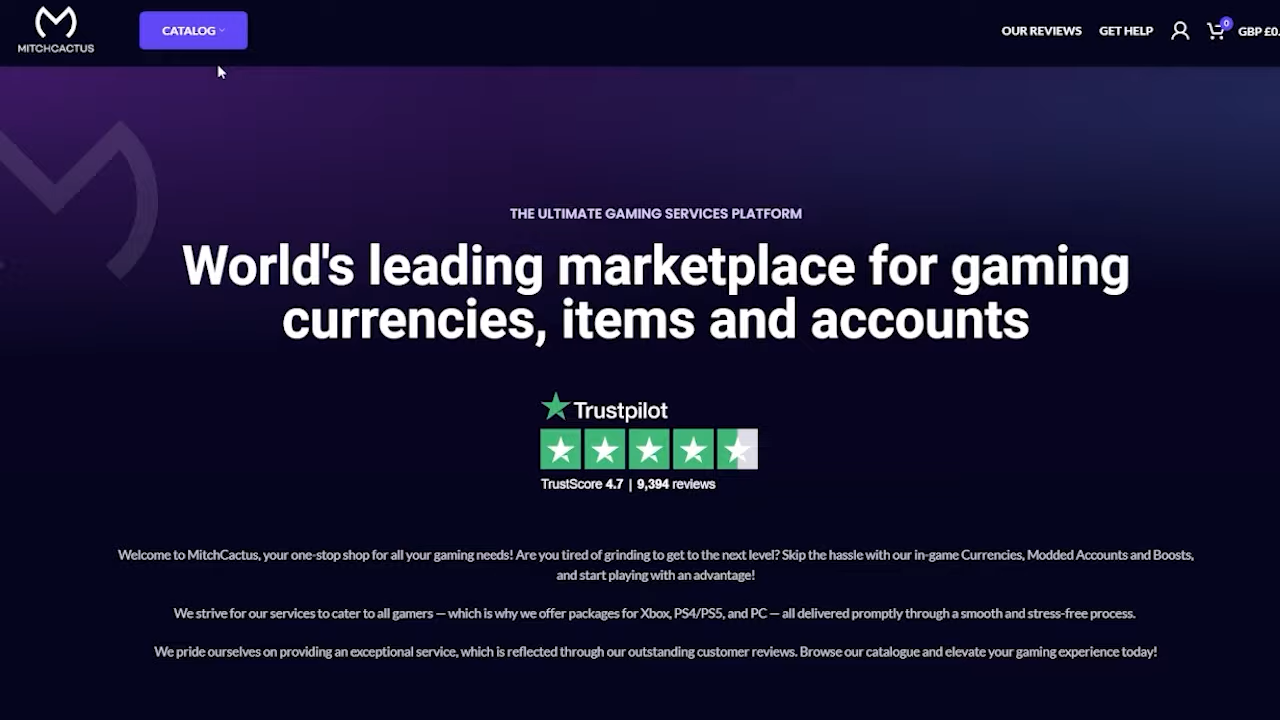 MITCHCACTUS
CATALOG
OUR REVIEWS
GET HELP
0
GBP £0.
THE ULTIMATE GAMING SERVICES PLATFORM
World's leading marketplace for gaming
currencies, items and accounts
Trustpilot
TrustScore 4.7 | 9,394 reviews
Welcome to MitchCactus, your one-stop shop for all your gaming needs! Are you tired of grinding to get to the next level? Skip the hassle with our in-game Currencies, Modded Accounts and Boosts,
and start playing with an advantage!
We strive for our services to cater to all gamers — which is why we offer packages for Xbox, PS4/PS5, and PC — all delivered promptly through a smooth and stress-free process.
We pride ourselves on providing an exceptional service, which is reflected through our outstanding customer reviews. Browse our catalogue and elevate your gaming experience today!